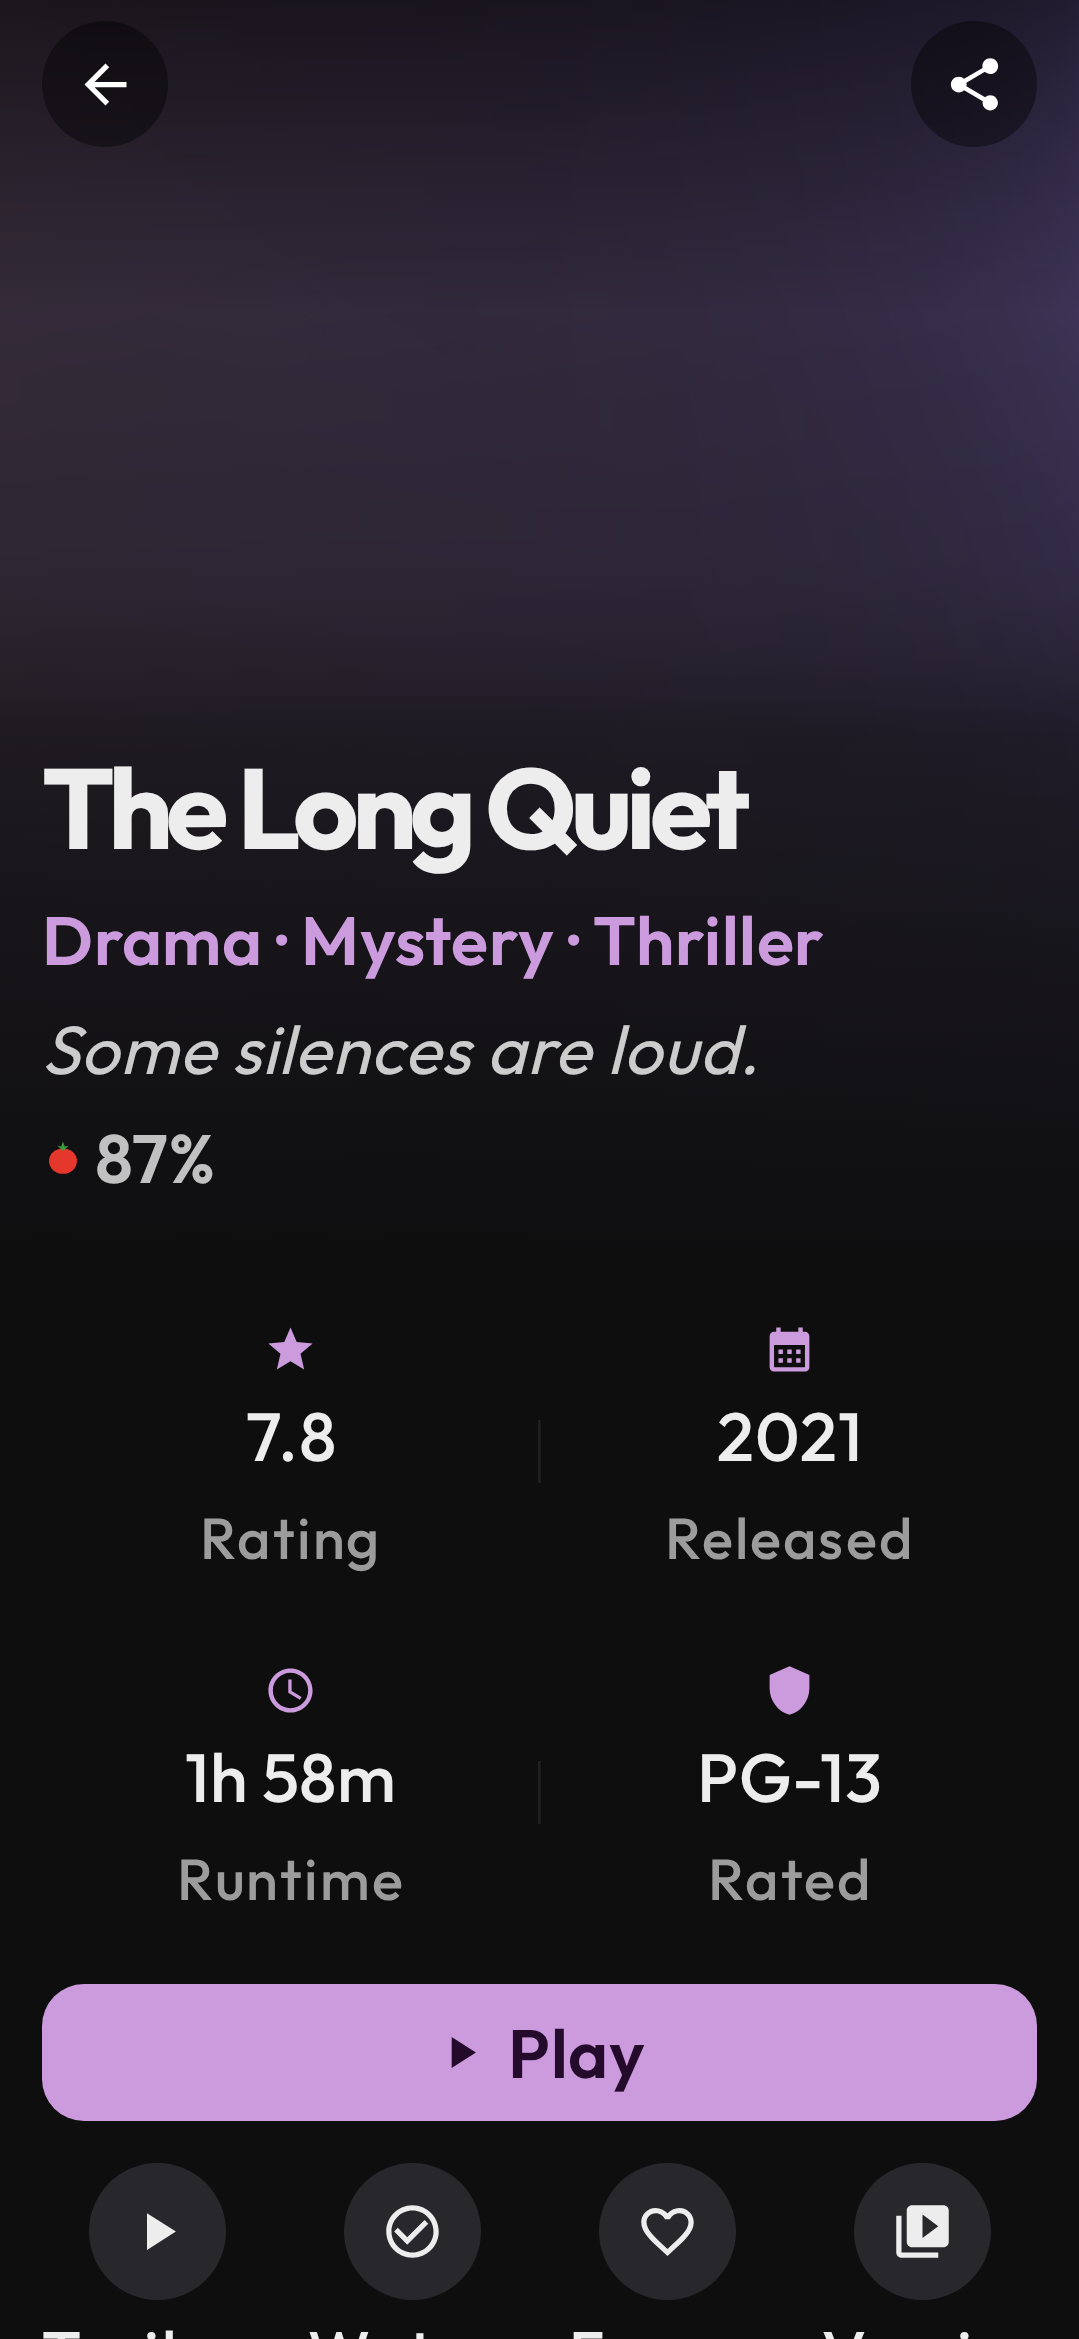 The Long Quiet
Drama · Mystery · Thriller
Some silences are loud.
87%
7.8
2021
Rating
Released
1h 58m
PG-13
Runtime
Rated
Play